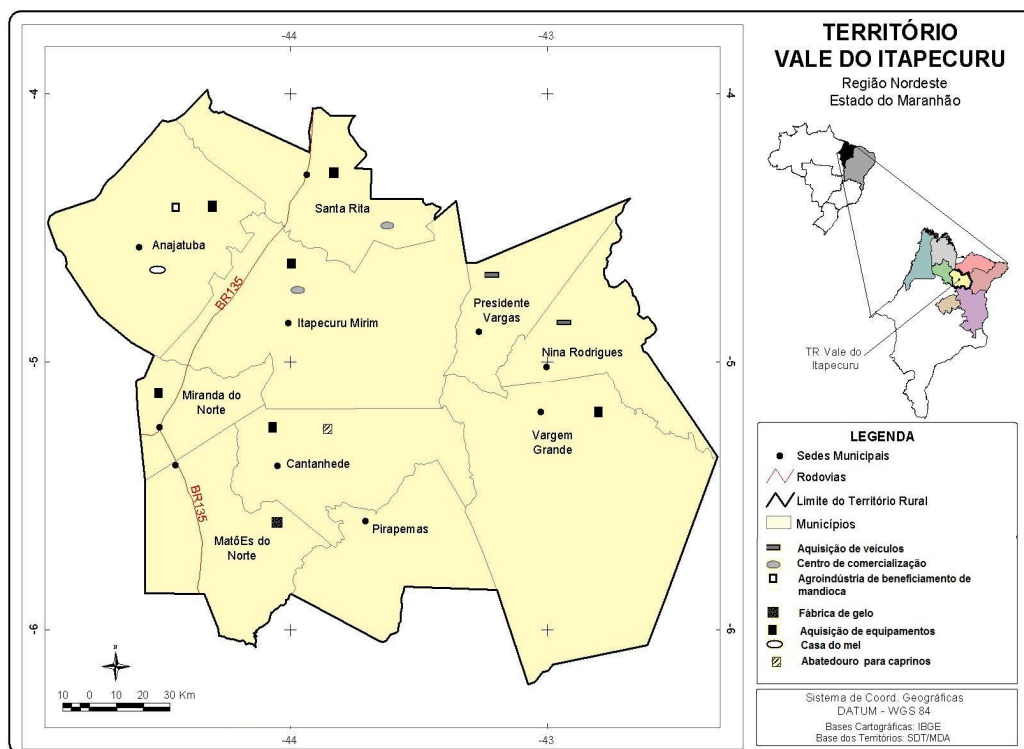 TERRITÓRIO
VALE DO ITAPECURU
Região Nordeste
Estado do Maranhão
-44
-43
-4
-4
Santa Rita
Anajatuba
BR135
Presidente
Vargas
Itapecuru Mirim
Nina Rodrigues
-5
-5
Miranda do
Norte
Vargem
Grande
Cantanhede
BR135
Pirapemas
MatõEs do
Norte
-6
-6
N
10 0 10 20 30 Km
-44
-43
TR Vale do
Itapecuru
LEGENDA
Sedes Municipais
Rodovias
Limite do Território Rural
Municípios
Aquisição de veículos
Centro de comercialização
Agroindústria de beneficiamento de
mandioca
Fábrica de gelo
Aquisição de equipamentos
Casa do mel
Abatedouro para caprinos
Sistema de Coord. Geográficas
DATUM - WGS 84
Bases Cartográficas: IBGE
Base dos Territórios: SDT/MDA